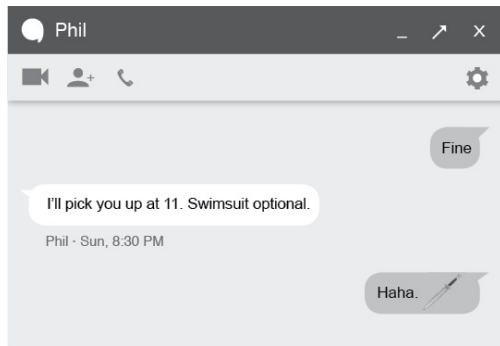 Phil
Fine
I'll pick you up at 11. Swimsuit optional.
Phil · Sun, 8:30 PM
Haha.